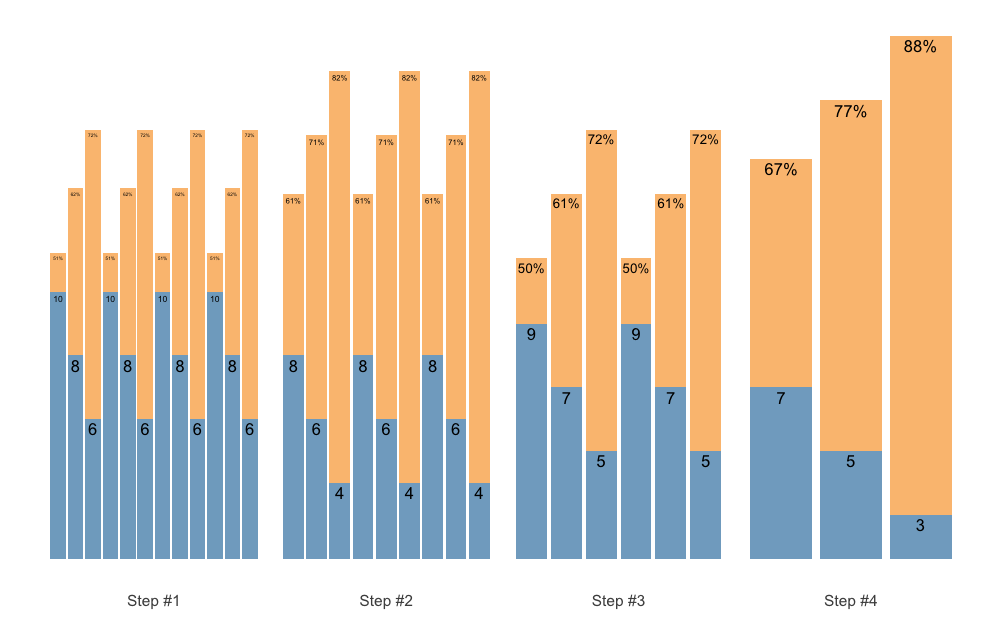 88%
82% 82% 82%
77%
72% 72% 72% 72% 71% 71% 71% 72% 72%
67%
62% 62% 62% 62% 61% 61% 61% 61% 61%
51% 51% 51% 51% 50% 50%
10 10 10 10
9 9
8 8 8 8 8 8 8
7 7 7
6 6 6 6 6 6 6
5 5 5
4 4 4
3
Step #1 Step #2 Step #3 Step #4